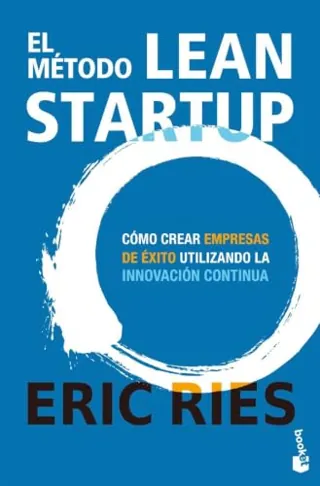 EL
MÉTODO LEAN
STARTUP
CÓMO CREAR EMPRESAS
DE ÉXITO UTILIZANDO LA
INNOVACIÓN CONTINUA
ERIC RIES
booket